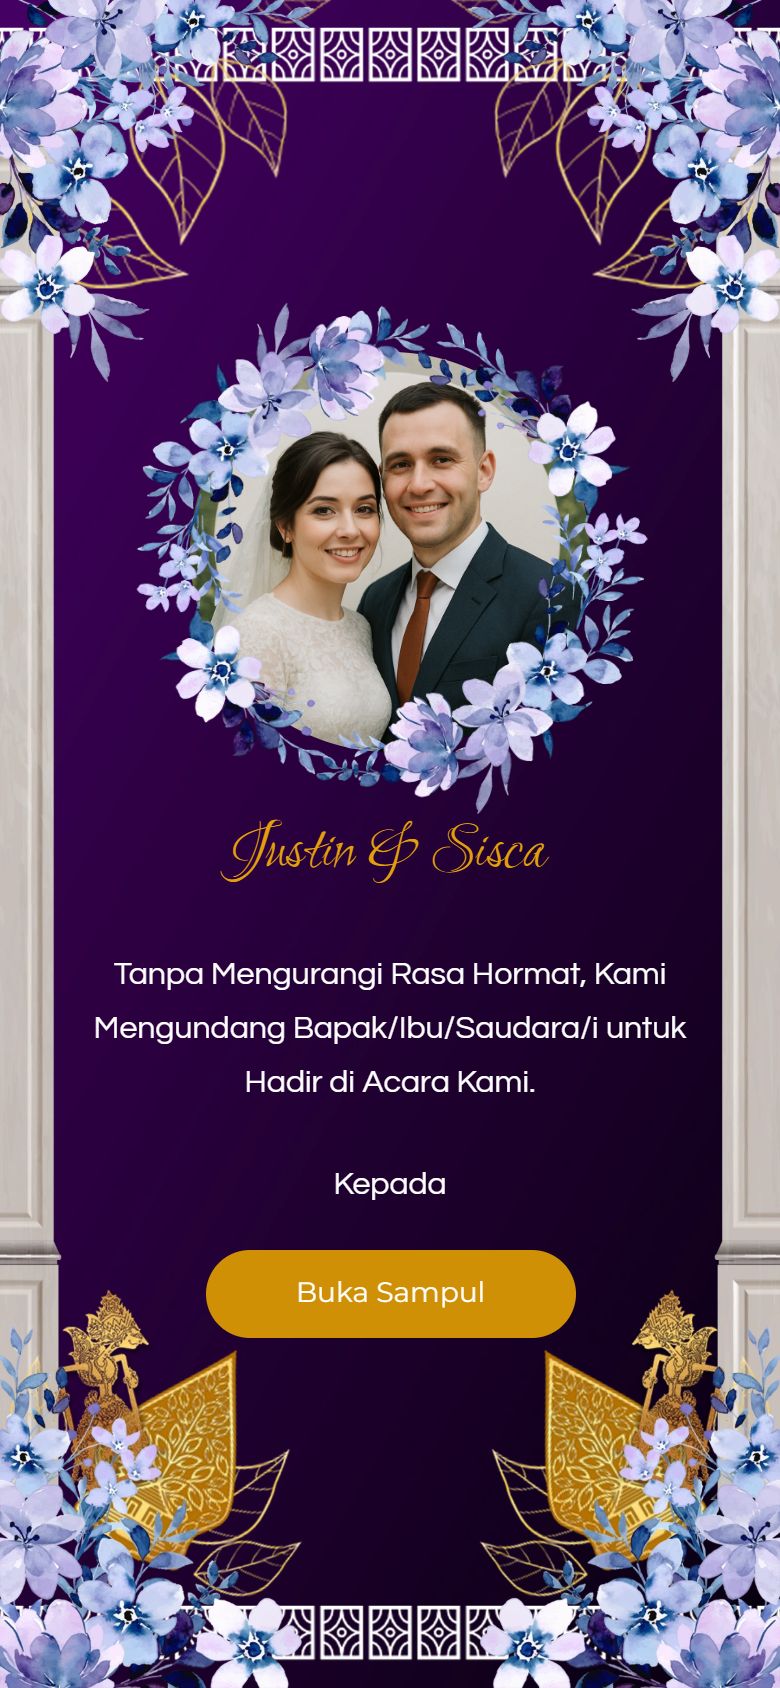 Justin & Sisca
Tanpa Mengurangi Rasa Hormat, Kami
Mengundang Bapak/Ibu/Saudara/i untuk
Hadir di Acara Kami.
Kepada
Buka Sampul